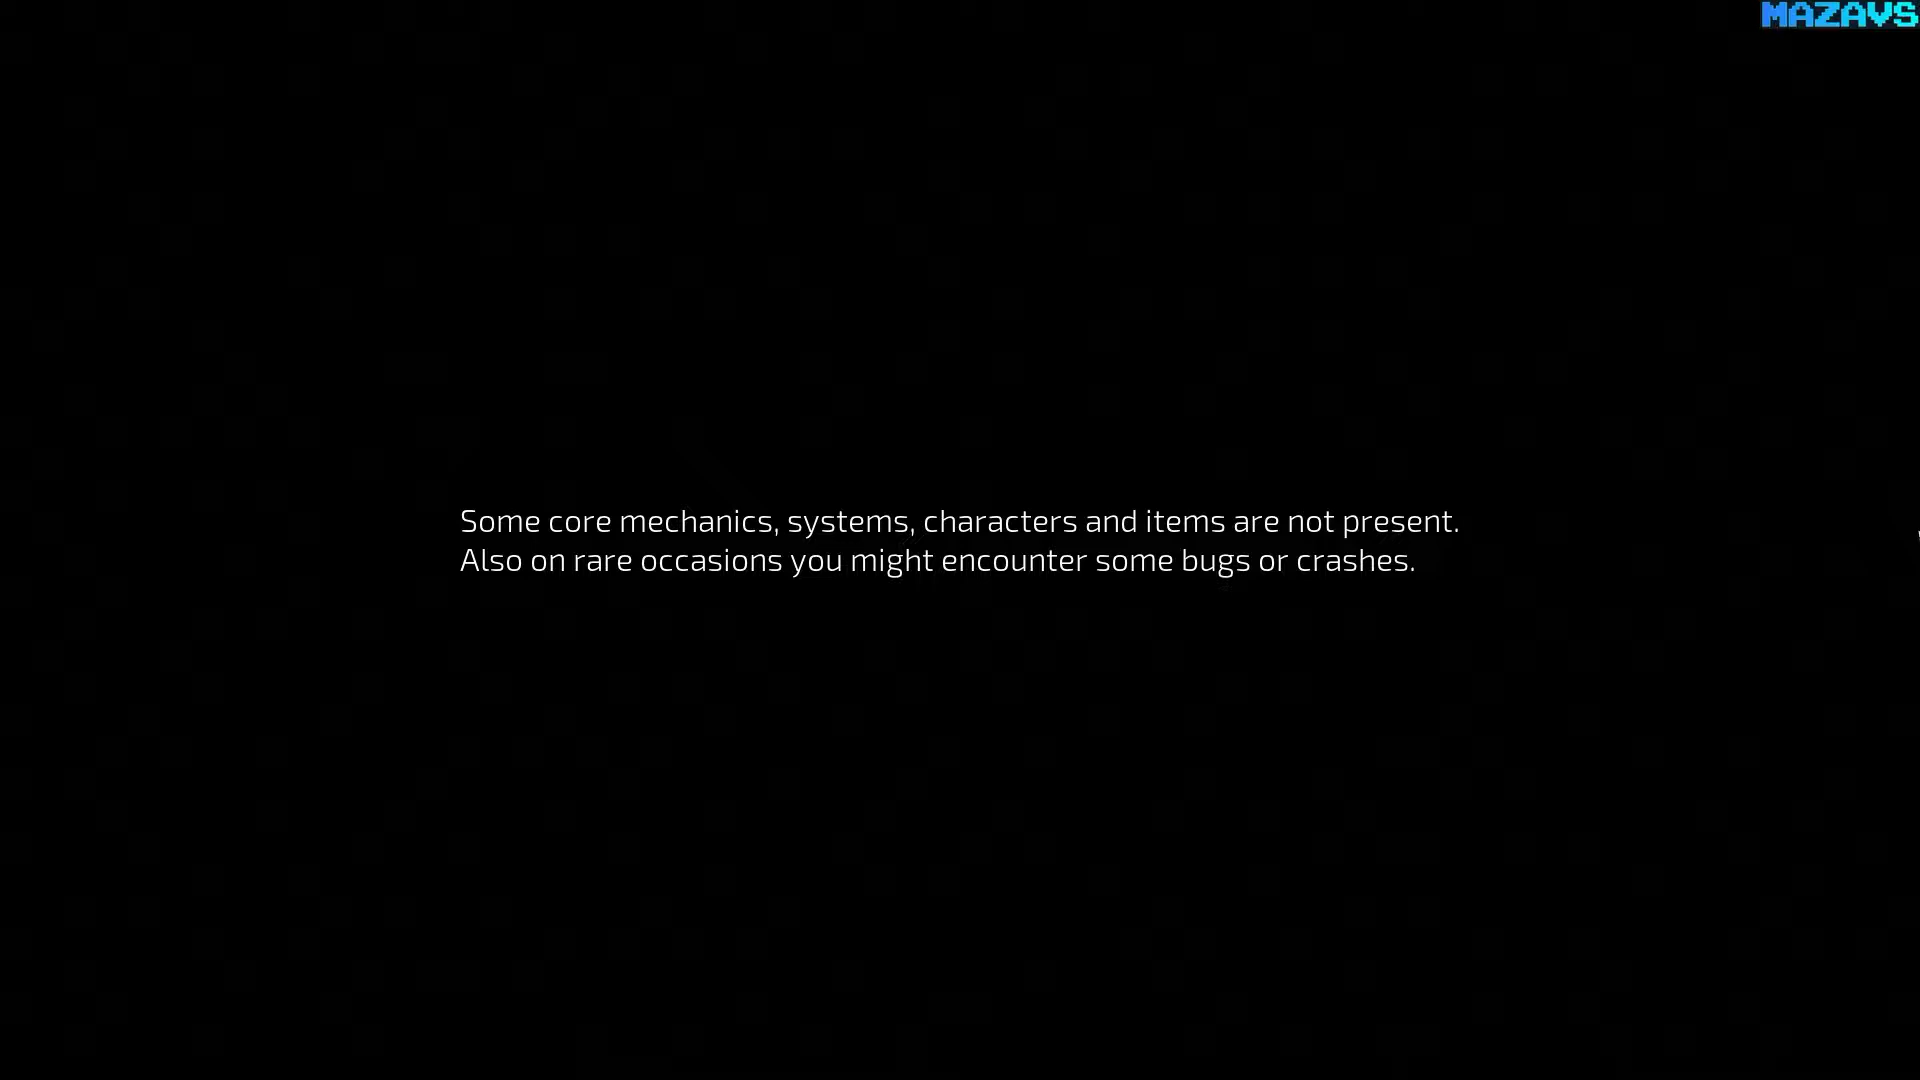 MAZAVS
Some core mechanics, systems, characters and items are not present.
Also on rare occasions you might encounter some bugs or crashes.